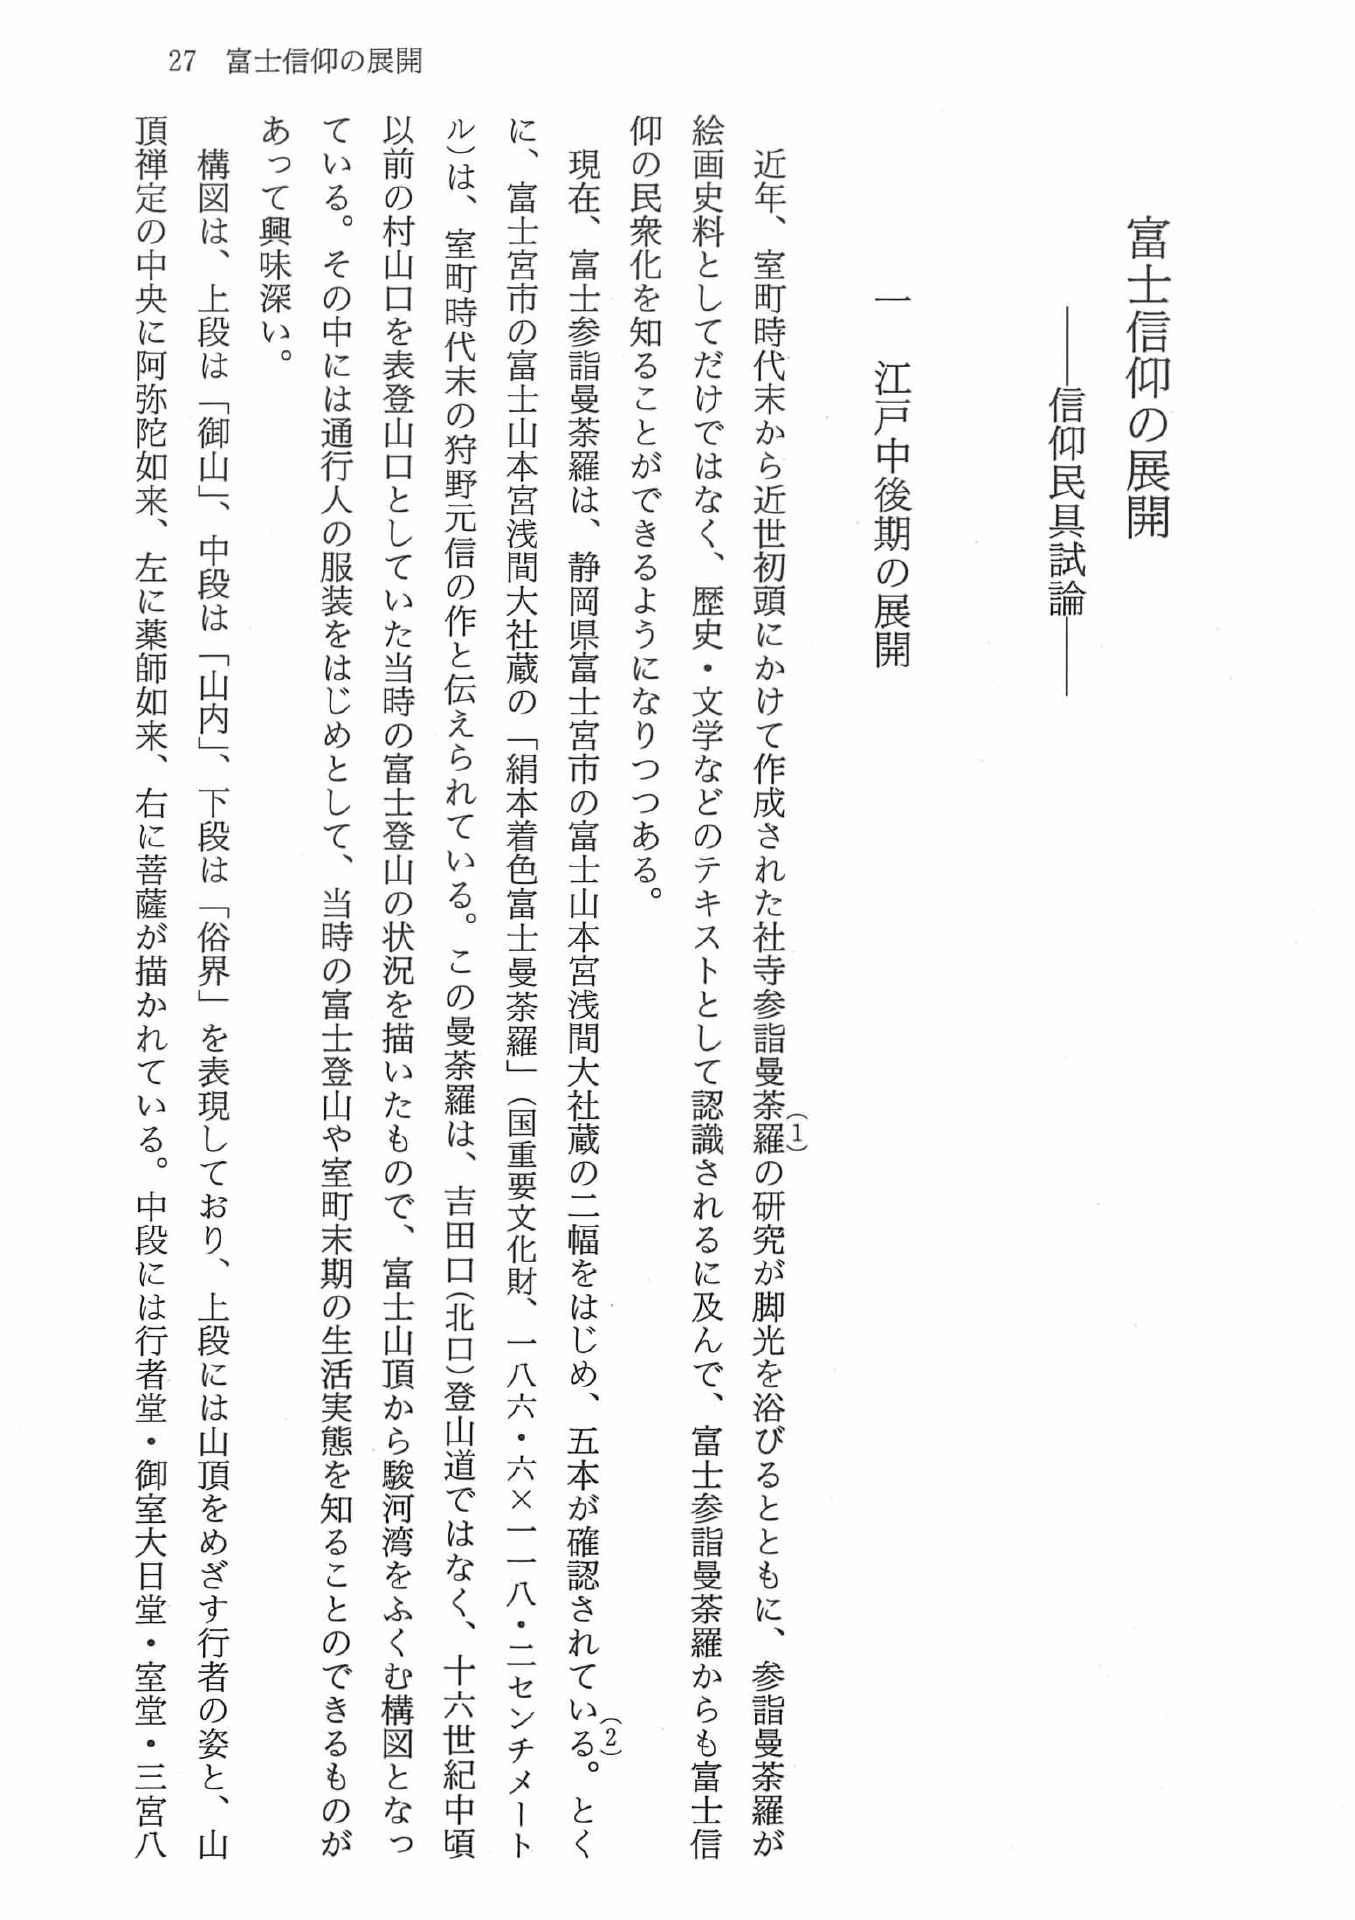 27　富士信仰の展開
富士信仰の展開
――信仰民具試論――
一　江戸中後期の展開
近年、室町時代末から近世初頭にかけて作成された社寺参詣曼荼羅(1)の研究が脚光を浴びるとともに、参詣曼荼羅が
絵画史料としてだけではなく、歴史・文学などのテキストとして認識されるに及んで、富士参詣曼荼羅からも富士信
仰の民衆化を知ることができるようになりつつある。
現在、富士参詣曼荼羅は、静岡県富士宮市の富士山本宮浅間大社蔵の二幅をはじめ、五本が確認されている(2)。とく
に、富士宮市の富士山本宮浅間大社蔵の「絹本着色富士曼荼羅」（国重要文化財、一八六・六×一一八・二センチメート
ル）は、室町時代末の狩野元信の作と伝えられている。この曼荼羅は、吉田口（北口）登山道ではなく、十六世紀中頃
以前の村山口を表登山口としていた当時の富士登山の状況を描いたもので、富士山頂から駿河湾をふくむ構図となっ
ている。その中には通行人の服装をはじめとして、当時の富士登山や室町末期の生活実態を知ることのできるものが
あって興味深い。
構図は、上段は「御山」、中段は「山内」、下段は「俗界」を表現しており、上段には山頂をめざす行者の姿と、山
頂禅定の中央に阿弥陀如来、左に薬師如来、右に菩薩が描かれている。中段には行者堂・御室大日堂・室堂・三宮八